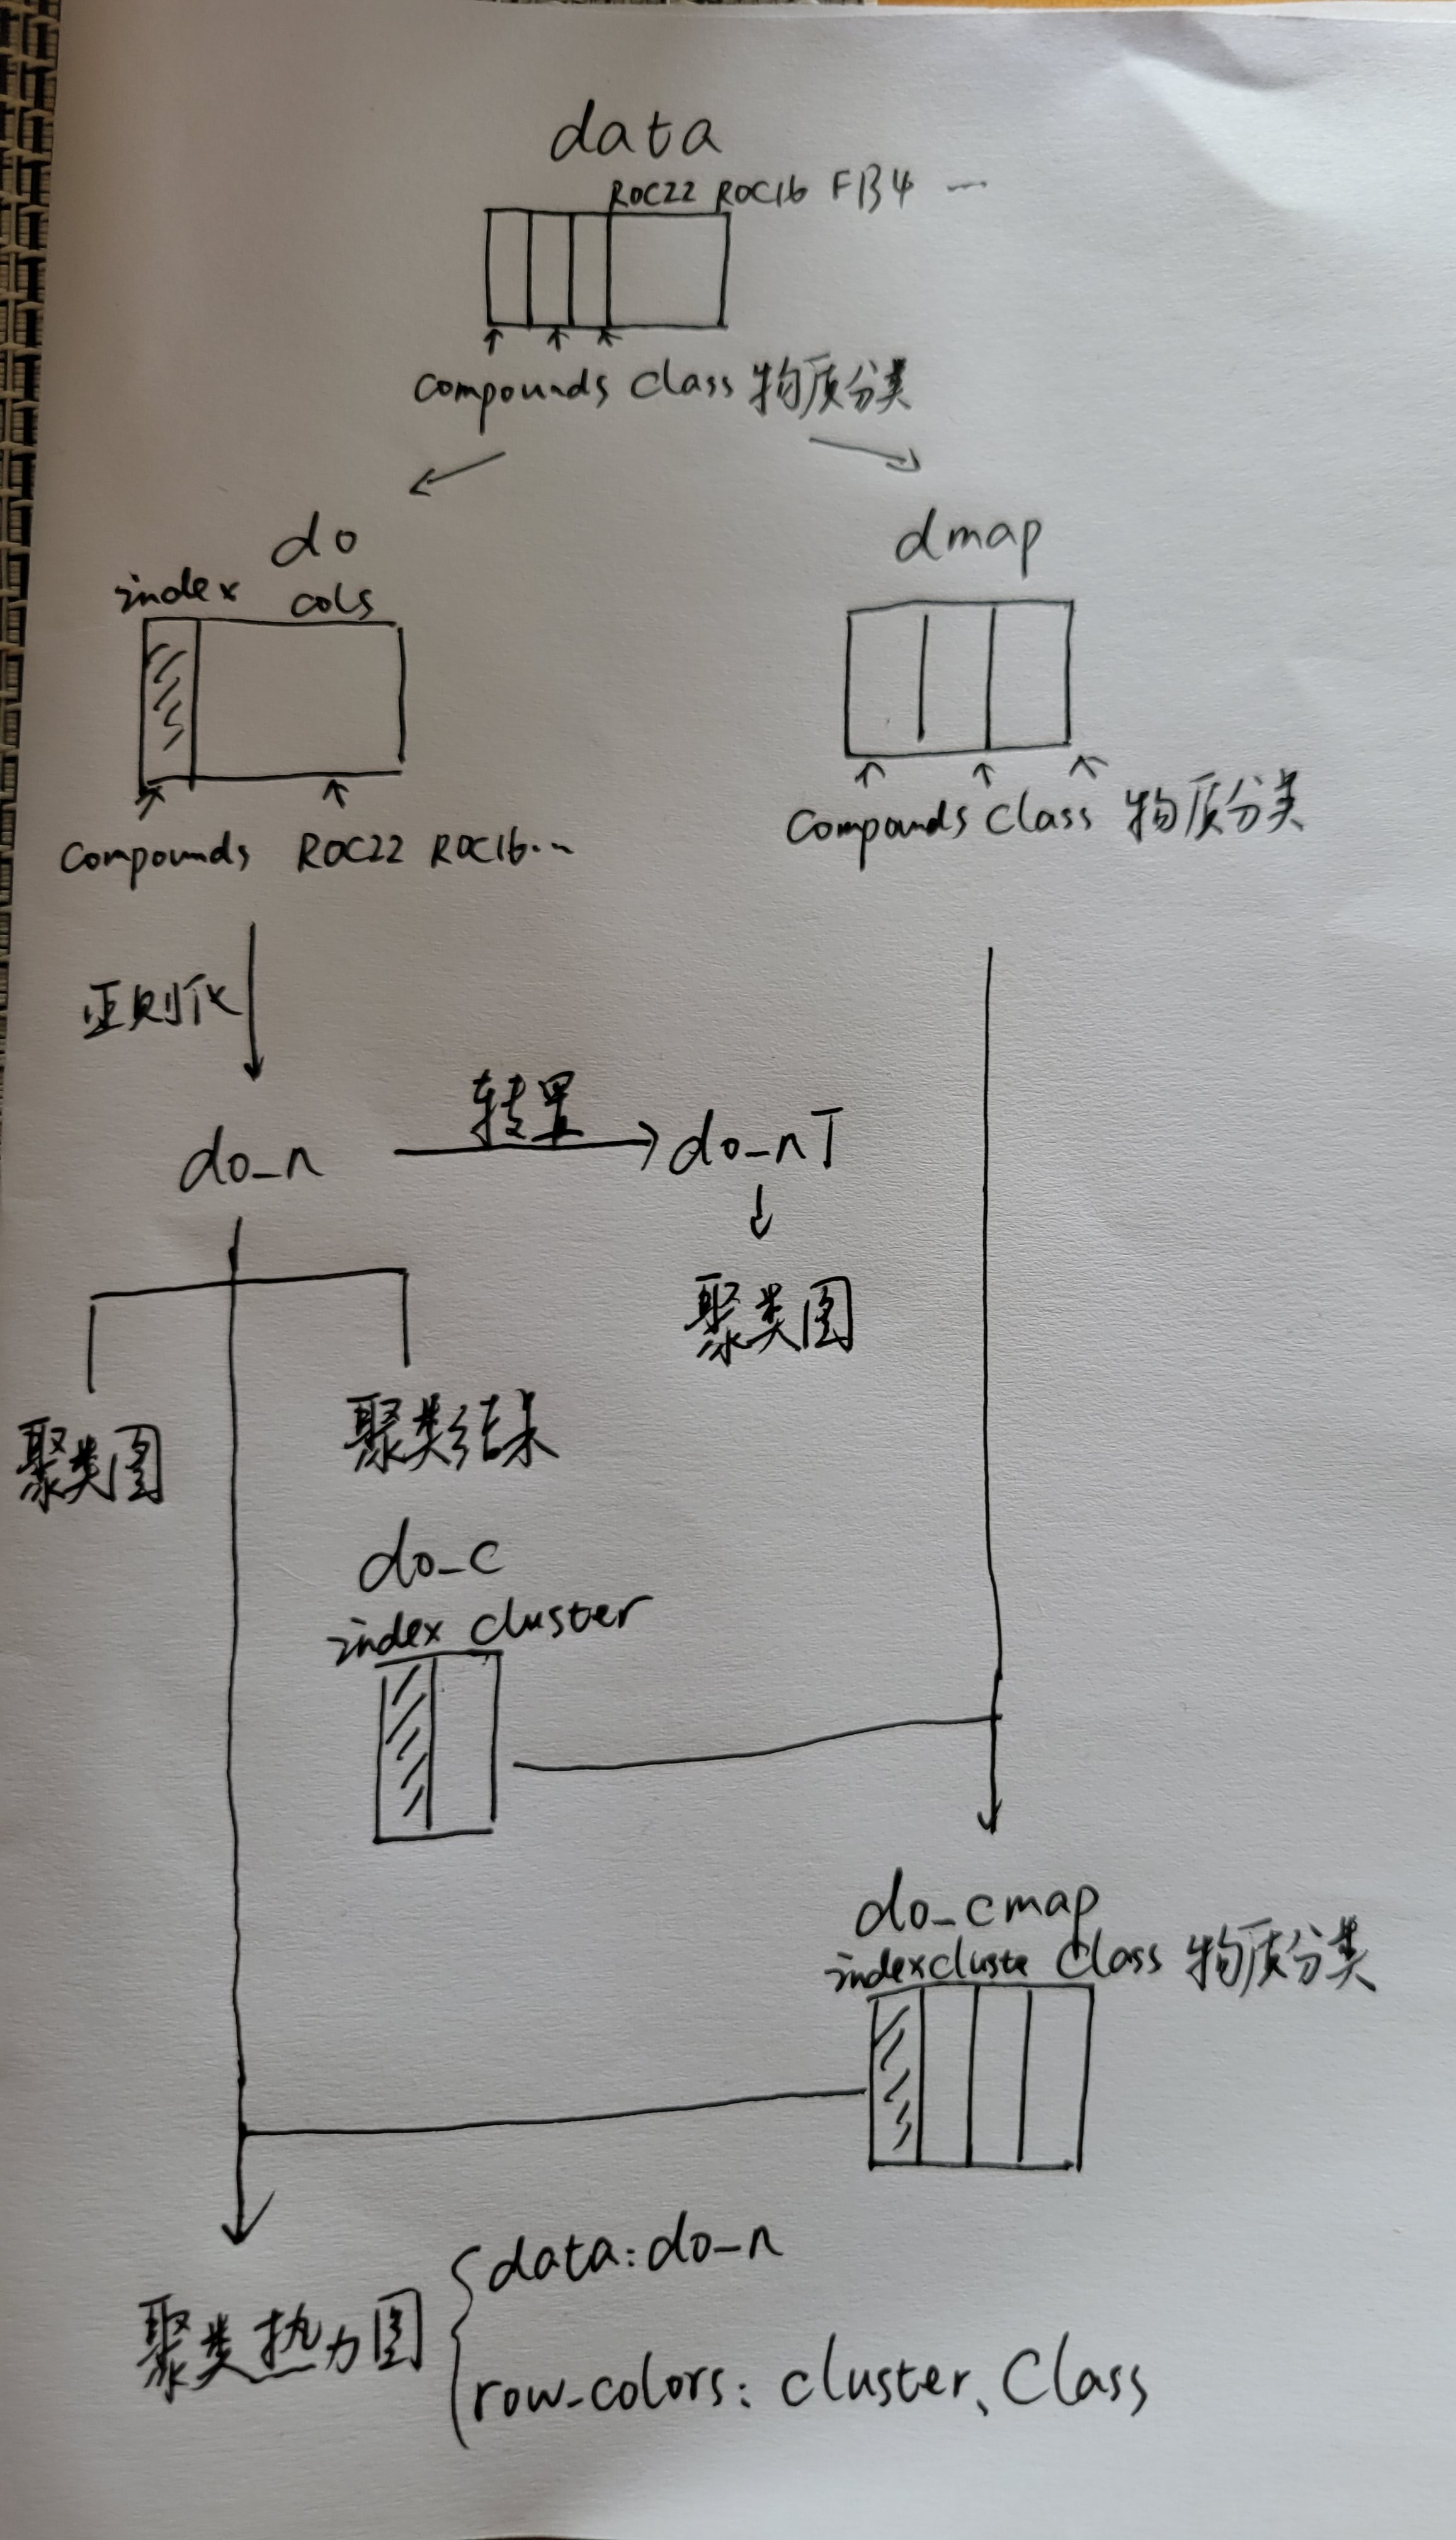 data
ROC22 ROC16 FB4 ...
compounds Class 物质分类
do
index cols
compounds ROC22 ROC16...
dmap
compounds Class 物质分类
正则化
do_n
转置
do_nT
聚类图
聚类图
聚类结果
do_c
index cluster
do_cmap
index cluste Class 物质分类
聚类热力图
data: do_n
row_colors: cluster、Class